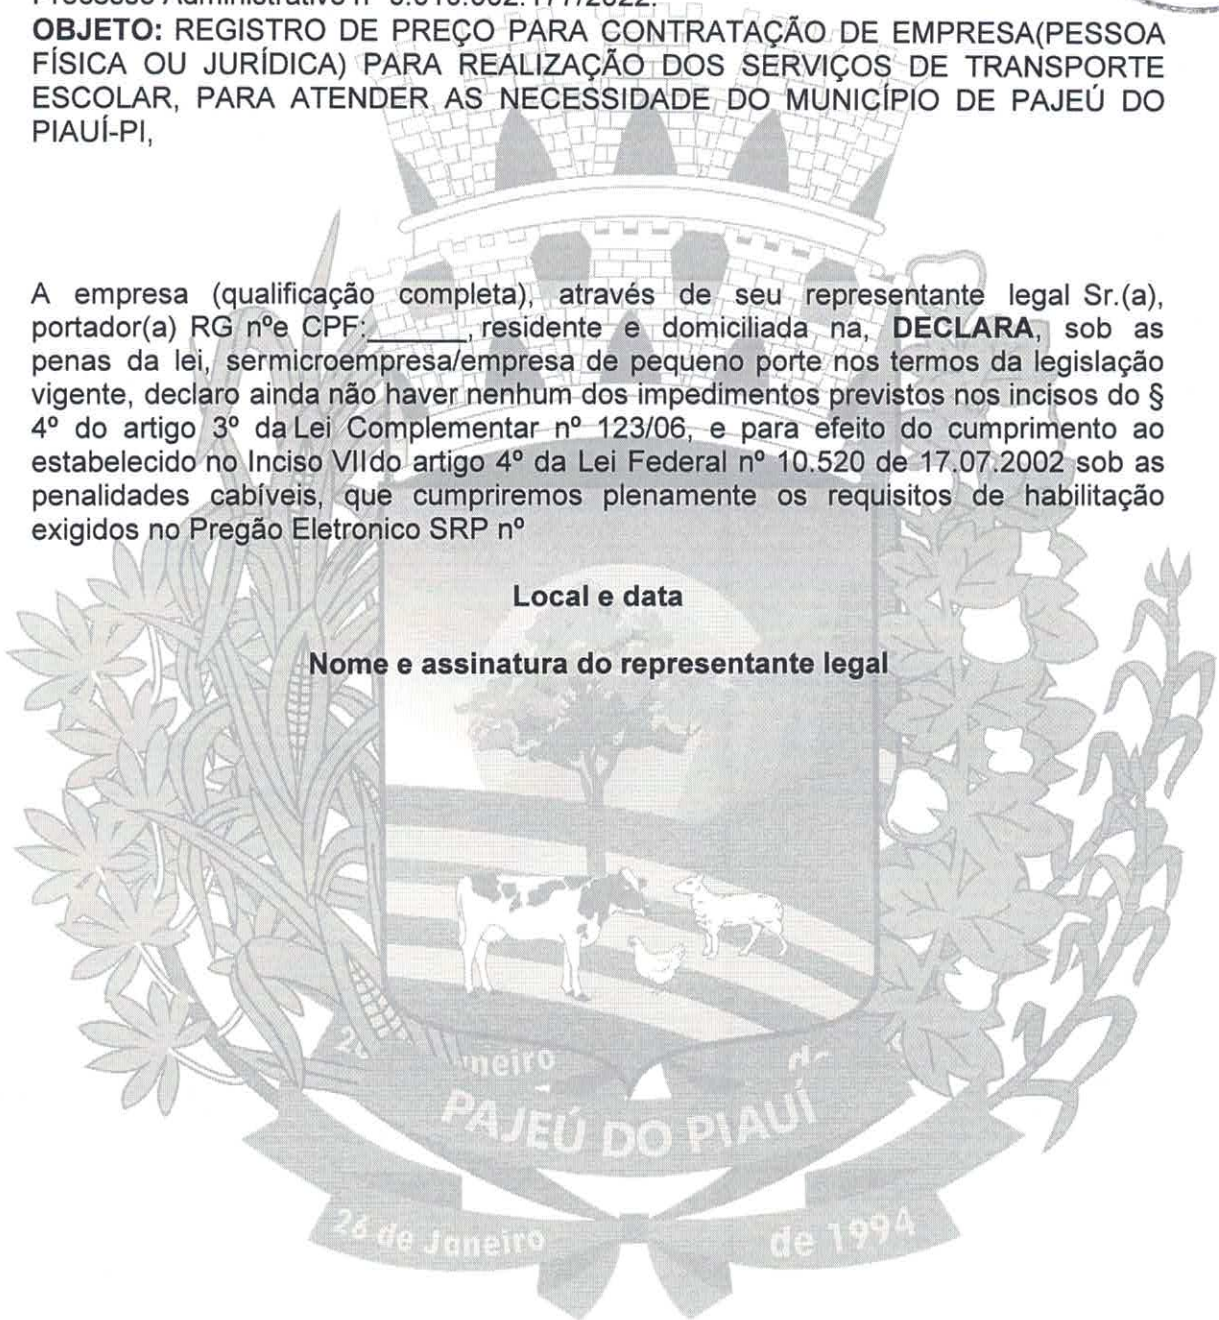 OBJETO: REGISTRO DE PREÇO PARA CONTRATAÇÃO DE EMPRESA(PESSOA
FÍSICA OU JURÍDICA) PARA REALIZAÇÃO DOS SERVIÇOS DE TRANSPORTE
ESCOLAR, PARA ATENDER AS NECESSIDADE DO MUNICÍPIO DE PAJEÚ DO
PIAUÍ-PI,
A empresa (qualificação completa), através de seu representante legal Sr.(a),
portador(a) RG nºe CPF:______, residente e domiciliada na, DECLARA, sob as
penas da lei, sermicroempresa/empresa de pequeno porte nos termos da legislação
vigente, declaro ainda não haver nenhum dos impedimentos previstos nos incisos do §
4º do artigo 3º da Lei Complementar nº 123/06, e para efeito do cumprimento ao
estabelecido no Inciso VIIdo artigo 4º da Lei Federal nº 10.520 de 17.07.2002 sob as
penalidades cabíveis, que cumpriremos plenamente os requisitos de habilitação
exigidos no Pregão Eletronico SRP nº
Local e data
Nome e assinatura do representante legal
PAJEÚ DO PIAUÍ
26 de Janeiro de 1994